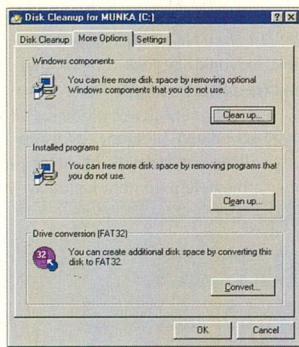 Disk Cleanup for MUNKA (C:)
Disk Cleanup More Options Settings
Windows components
You can free more disk space by removing optional
Windows components that you do not use.
Clean up...
Installed programs
You can free more disk space by removing programs that
you do not use.
Clean up...
Drive conversion (FAT32)
32
You can create additional disk space by converting this
disk to FAT32.
Convert...
OK Cancel